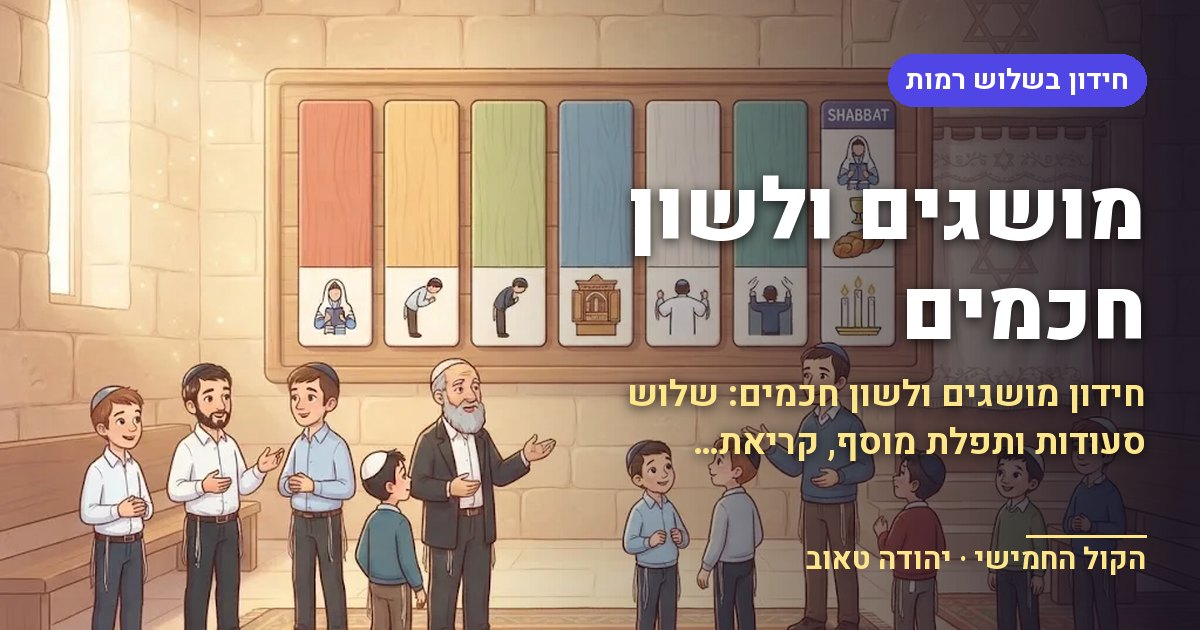 חידון בשלוש רמות
SHABBAT
מושגים ולשון
חכמים
חידון מושגים ולשון חכמים: שלוש
סעודות ותפלת מוסף, קריאת...
הקול החמישי · יהודה טאוב